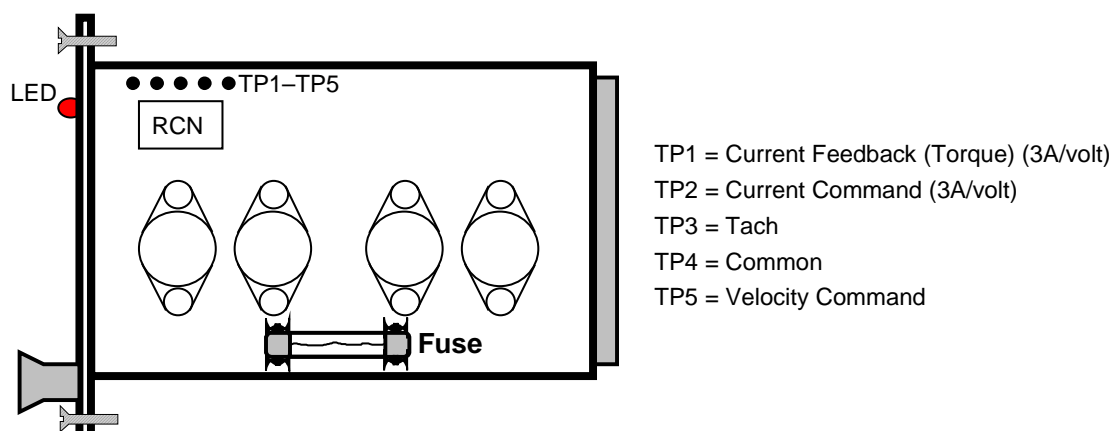 LED
TP1–TP5
RCN
Fuse
TP1 = Current Feedback (Torque) (3A/volt)
TP2 = Current Command (3A/volt)
TP3 = Tach
TP4 = Common
TP5 = Velocity Command